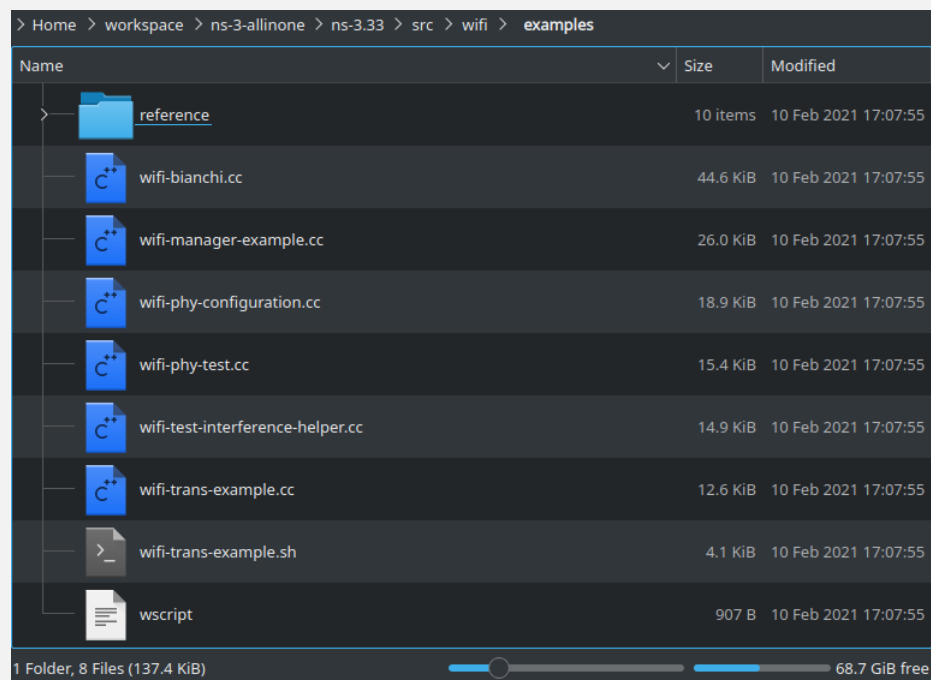 > Home > workspace > ns-3-allinone > ns-3.33 > src > wifi > examples
Name Size Modified
reference 10 items 10 Feb 2021 17:07:55
C++ wifi-bianchi.cc 44.6 KiB 10 Feb 2021 17:07:55
C++ wifi-manager-example.cc 26.0 KiB 10 Feb 2021 17:07:55
C++ wifi-phy-configuration.cc 18.9 KiB 10 Feb 2021 17:07:55
C++ wifi-phy-test.cc 15.4 KiB 10 Feb 2021 17:07:55
C++ wifi-test-interference-helper.cc 14.9 KiB 10 Feb 2021 17:07:55
C++ wifi-trans-example.cc 12.6 KiB 10 Feb 2021 17:07:55
>_ wifi-trans-example.sh 4.1 KiB 10 Feb 2021 17:07:55
wscript 907 B 10 Feb 2021 17:07:55
1 Folder, 8 Files (137.4 KiB) 68.7 GiB free